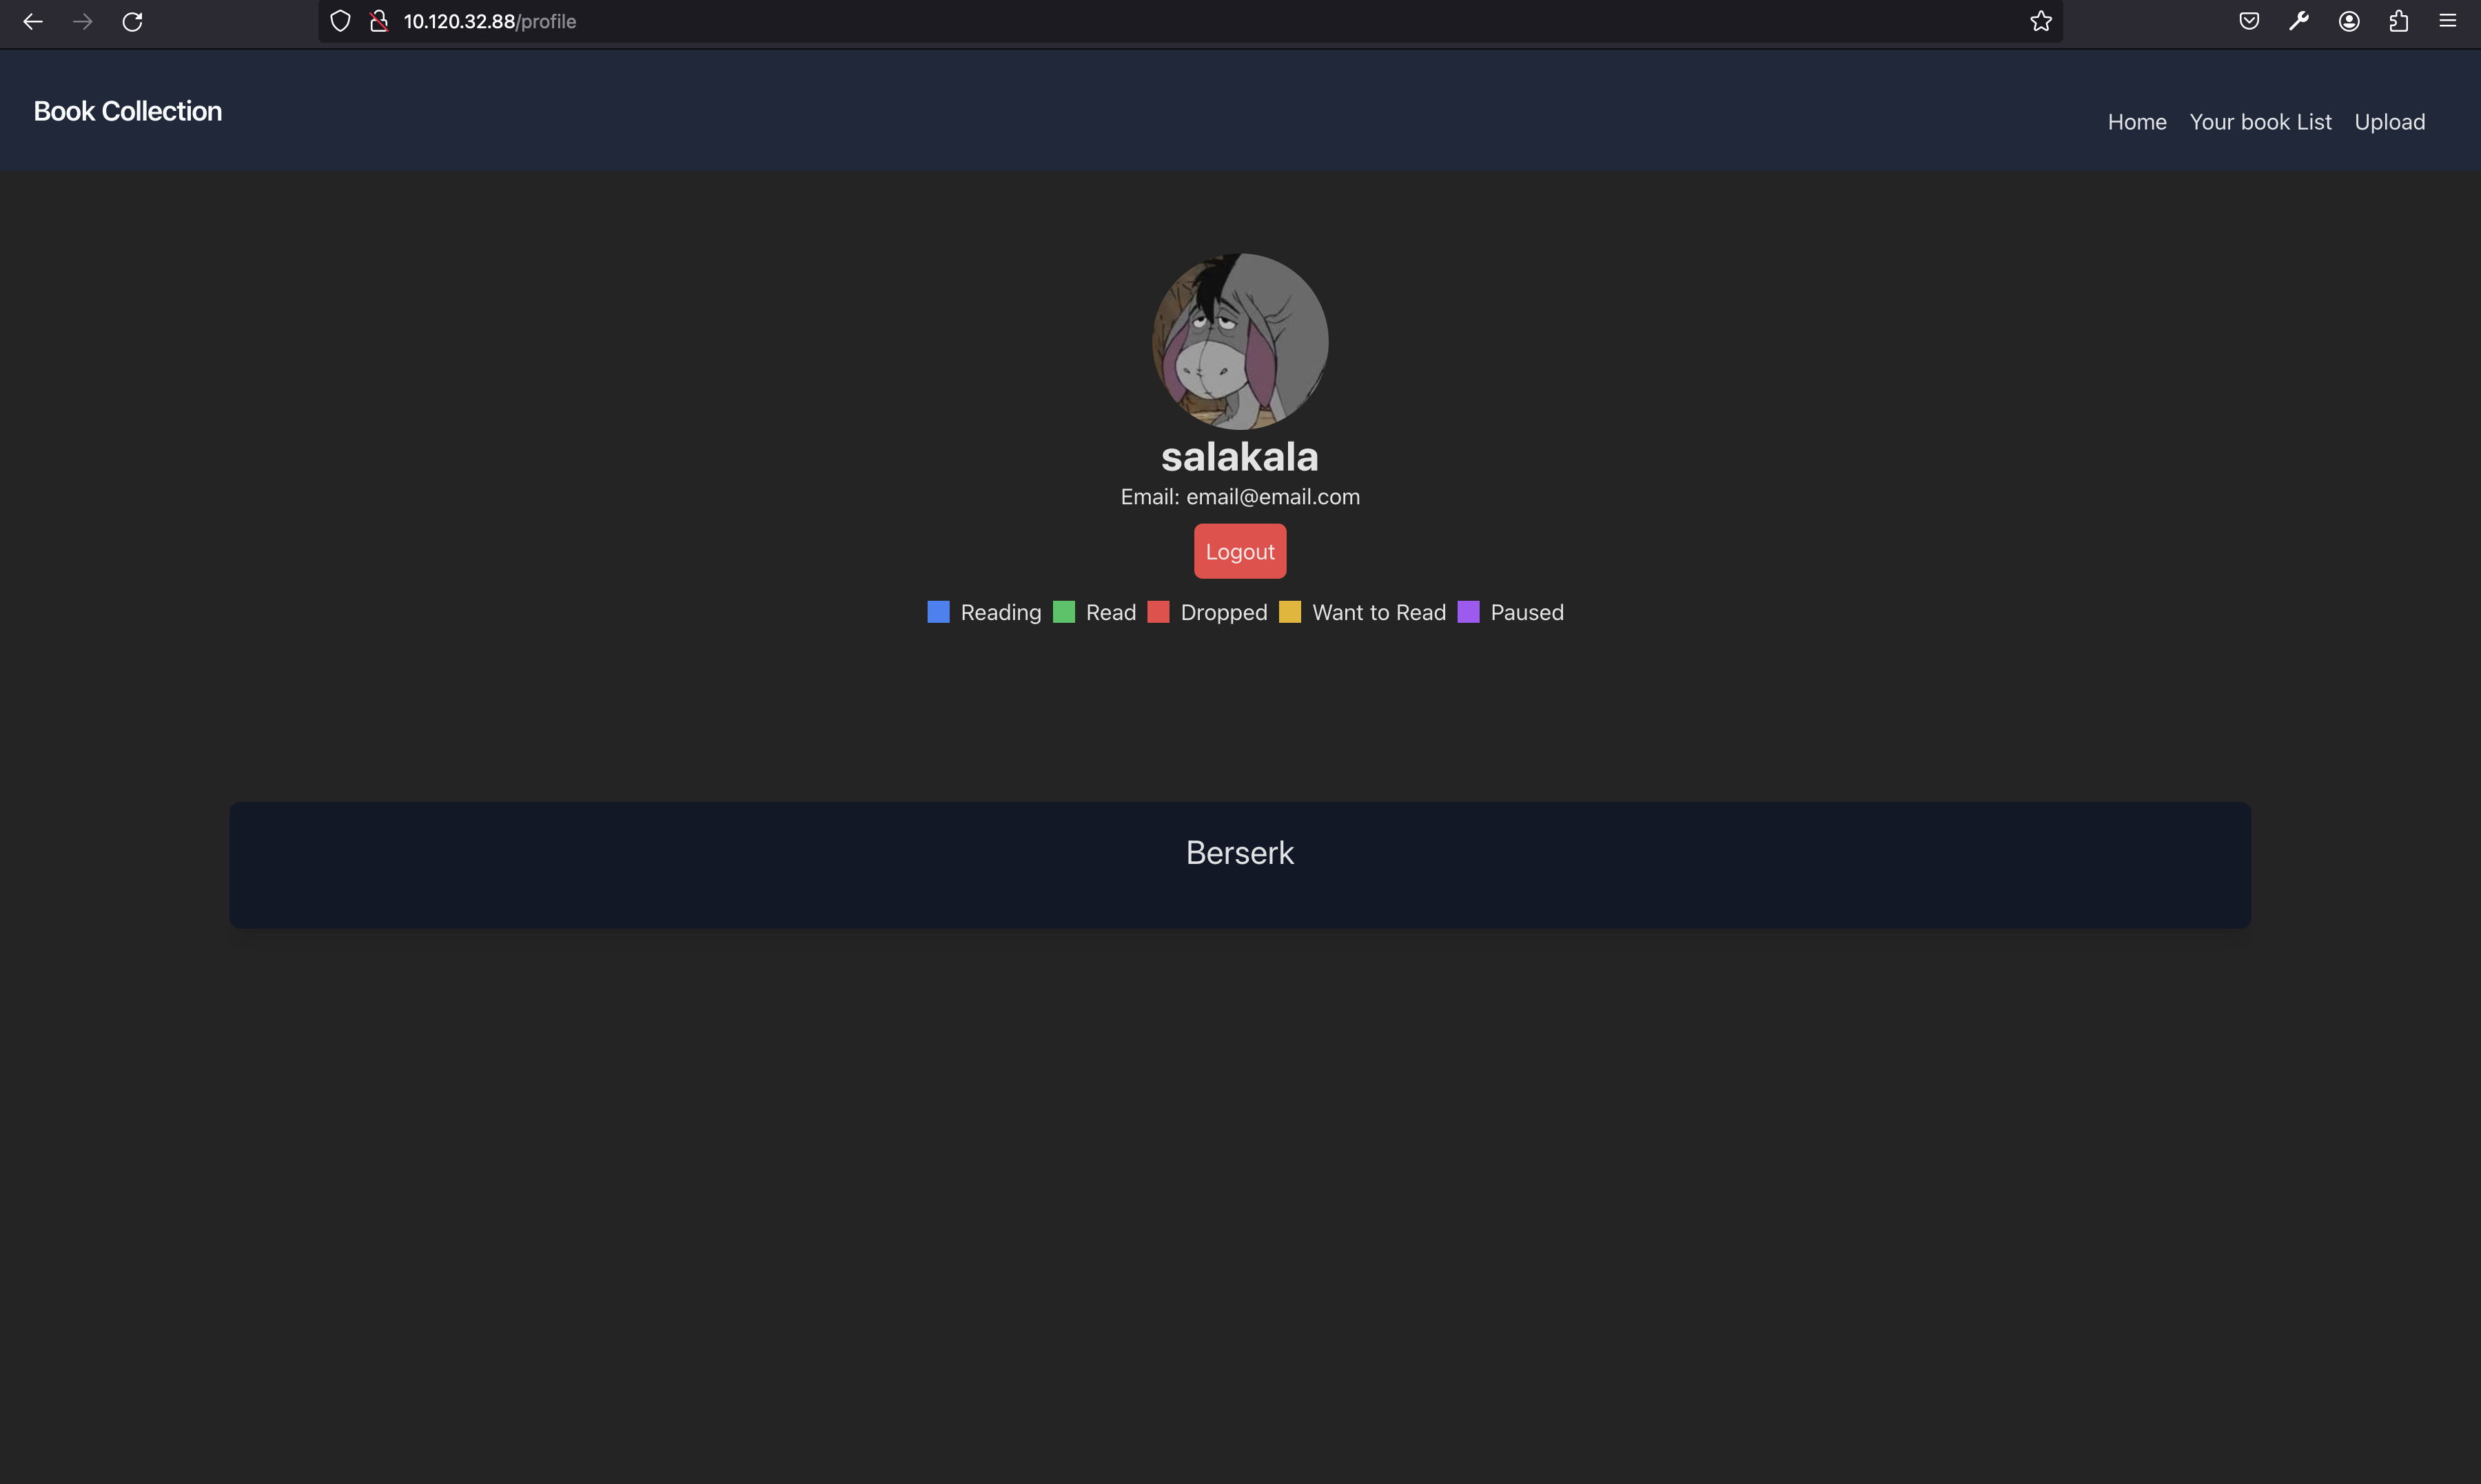 10.120.32.88/profile
Book Collection
Home Your book List Upload
salakala
Email: email@email.com
Logout
Reading Read Dropped Want to Read Paused
Berserk